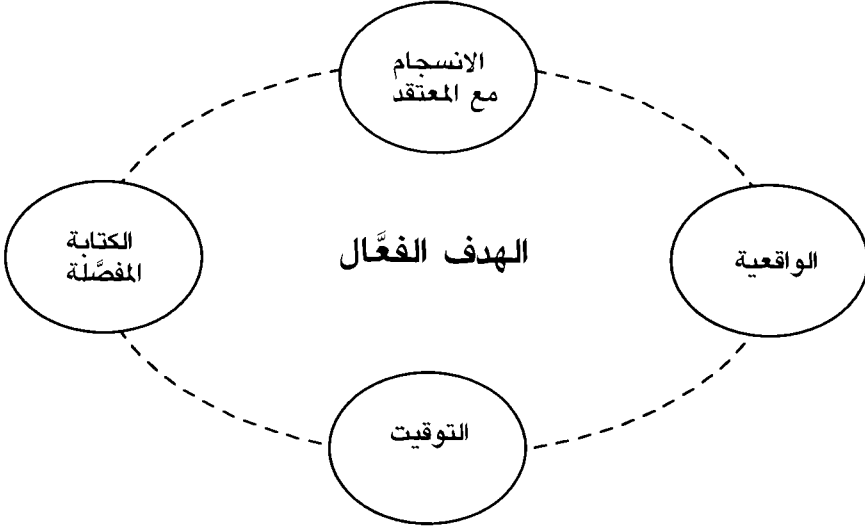 الانسجام
مع المعتقد
الواقعية
الهدف الفعَّال
الكتابة
المفصَّلة
التوقيت